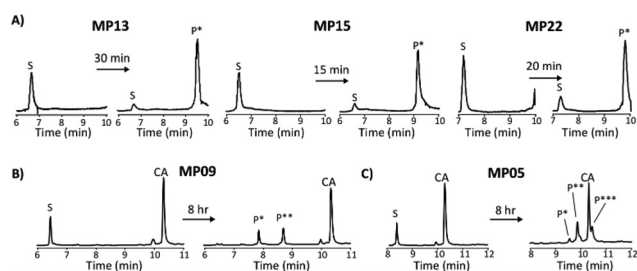 A) MP13 MP15 MP22
S 30 min P* S S 15 min P* S S 20 min P* S
6 7 8 9 10 6 7 8 9 10 6 7 8 9 10 6 7 8 9 10 7 8 9 10 7 8 9 10
Time (min) Time (min) Time (min) Time (min) Time (min) Time (min)
B) MP09 C) MP05
S CA 8 hr P* P** CA S CA 8 hr P* P** CA P***
6 7 8 9 10 11 6 7 8 9 10 11 8 9 10 11 12 8 9 10 11 12
Time (min) Time (min) Time (min) Time (min)